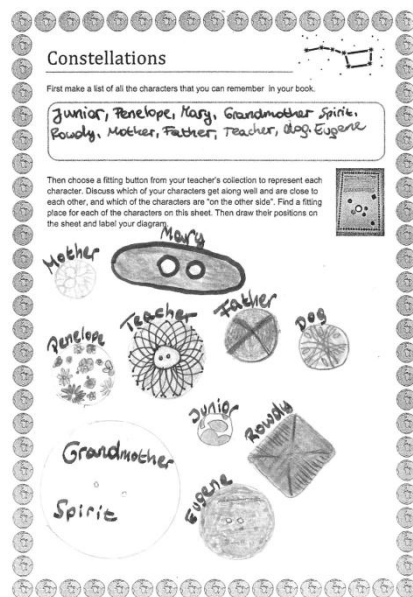 Constellations
First make a list of all the characters that you can remember in your book.
Junior, Penelope, Mary, Grandmother Spirit,
Rowdy, Mother, Father, Teacher, Dog, Eugene
Then choose a fitting button from your teacher's collection to represent each
character. Discuss which of your characters get along well and are close to
each other, and which of the characters are "on the other side". Find a fitting
place for each of the characters on this sheet. Then draw their positions on
the sheet and label your diagram.
Mary
Mother
Teacher
Father
Dog
Penelope
Junior
Rowdy
Grandmother
Spirit
Eugene